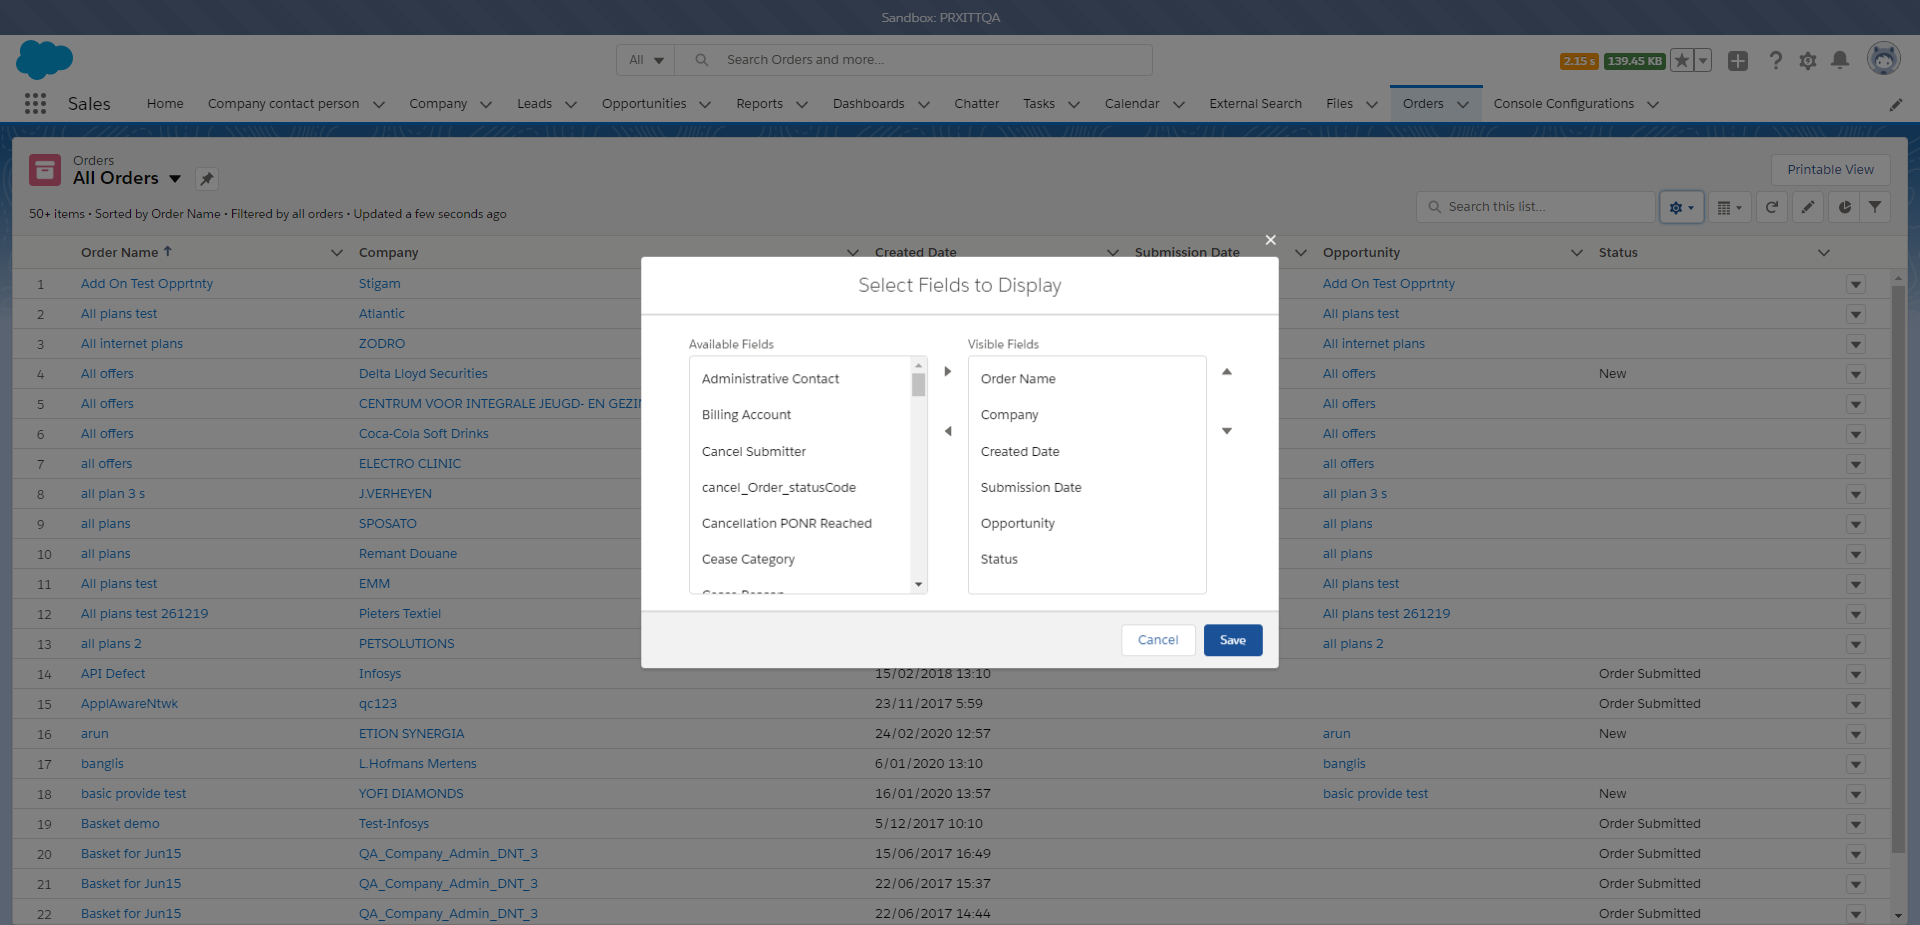 Sandbox: PRXITTQA
All Search Orders and more... 2.15 s 139.45 KB
Sales Home Company contact person Company Leads Opportunities Reports Dashboards Chatter Tasks Calendar External Search Files Orders Console Configurations
Orders
All Orders
Printable View
50+ items • Sorted by Order Name • Filtered by all orders • Updated a few seconds ago
Search this list...
Order Name Company Created Date Submission Date Opportunity Status
1 Add On Test Opprtnty Stigam Add On Test Opprtnty
2 All plans test Atlantic All plans test
3 All internet plans ZODRO All internet plans
4 All offers Delta Lloyd Securities All offers New
5 All offers CENTRUM VOOR INTEGRALE JEUGD- EN All offers
6 All offers Coca-Cola Soft Drinks All offers
7 all offers ELECTRO CLINIC all offers
8 all plan 3 s J.VERHEYEN all plan 3 s
9 all plans SPOSATO all plans
10 all plans Remant Douane all plans
11 All plans test EMM All plans test
12 All plans test 261219 Pieters Textiel All plans test 261219
13 all plans 2 PETSOLUTIONS all plans 2
14 API Defect Infosys 15/02/2018 13:10 Order Submitted
15 ApplAwareNtwk qc123 23/11/2017 5:59 Order Submitted
16 arun ETION SYNERGIA 24/02/2020 12:57 arun New
17 banglis L.Hofmans Mertens 6/01/2020 13:10 banglis
18 basic provide test YOFI DIAMONDS 16/01/2020 13:57 basic provide test New
19 Basket demo Test-Infosys 5/12/2017 10:10 Order Submitted
20 Basket for Jun15 QA_Company_Admin_DNT_3 15/06/2017 16:49 Order Submitted
21 Basket for Jun15 QA_Company_Admin_DNT_3 22/06/2017 15:37 Order Submitted
22 Basket for Jun15 QA_Company_Admin_DNT_3 22/06/2017 14:44 Order Submitted
Select Fields to Display
Available Fields
Administrative Contact
Billing Account
Cancel Submitter
cancel_Order_statusCode
Cancellation PONR Reached
Cease Category
Visible Fields
Order Name
Company
Created Date
Submission Date
Opportunity
Status
Cancel Save